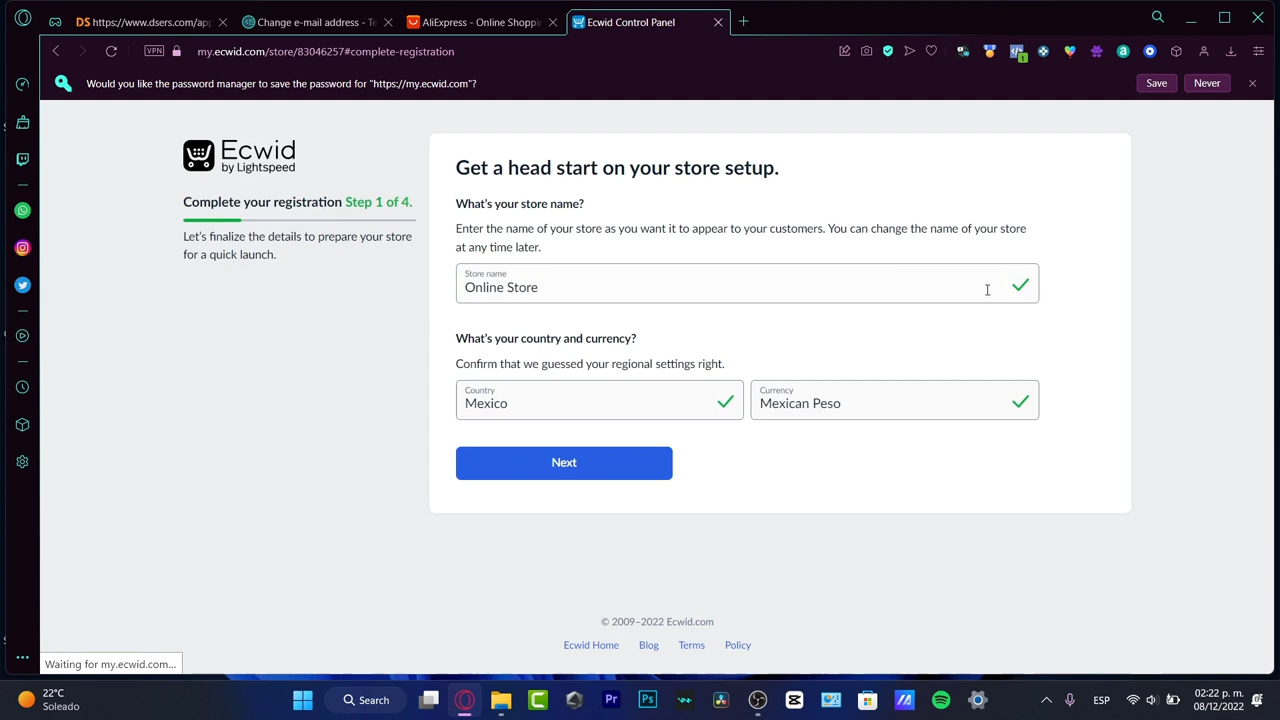 DS https://www.dsers.com/app
Change e-mail address - Te
AliExpress - Online Shoppin
Ecwid Control Panel
VPN
my.ecwid.com/store/83046257#complete-registration
1
Would you like the password manager to save the password for "https://my.ecwid.com"?
Save
Never
Ecwid
by Lightspeed
Complete your registration Step 1 of 4.
Let's finalize the details to prepare your store
for a quick launch.
Get a head start on your store setup.
What's your store name?
Enter the name of your store as you want it to appear to your customers. You can change the name of your store
at any time later.
Store name
Online Store
What's your country and currency?
Confirm that we guessed your regional settings right.
Country
Mexico
Currency
Mexican Peso
Next
© 2009–2022 Ecwid.com
Ecwid Home
Blog
Terms
Policy
Waiting for my.ecwid.com...
22°C
Soleado
Search
Pr
Ps
ESP
02:22 p. m.
08/12/2022